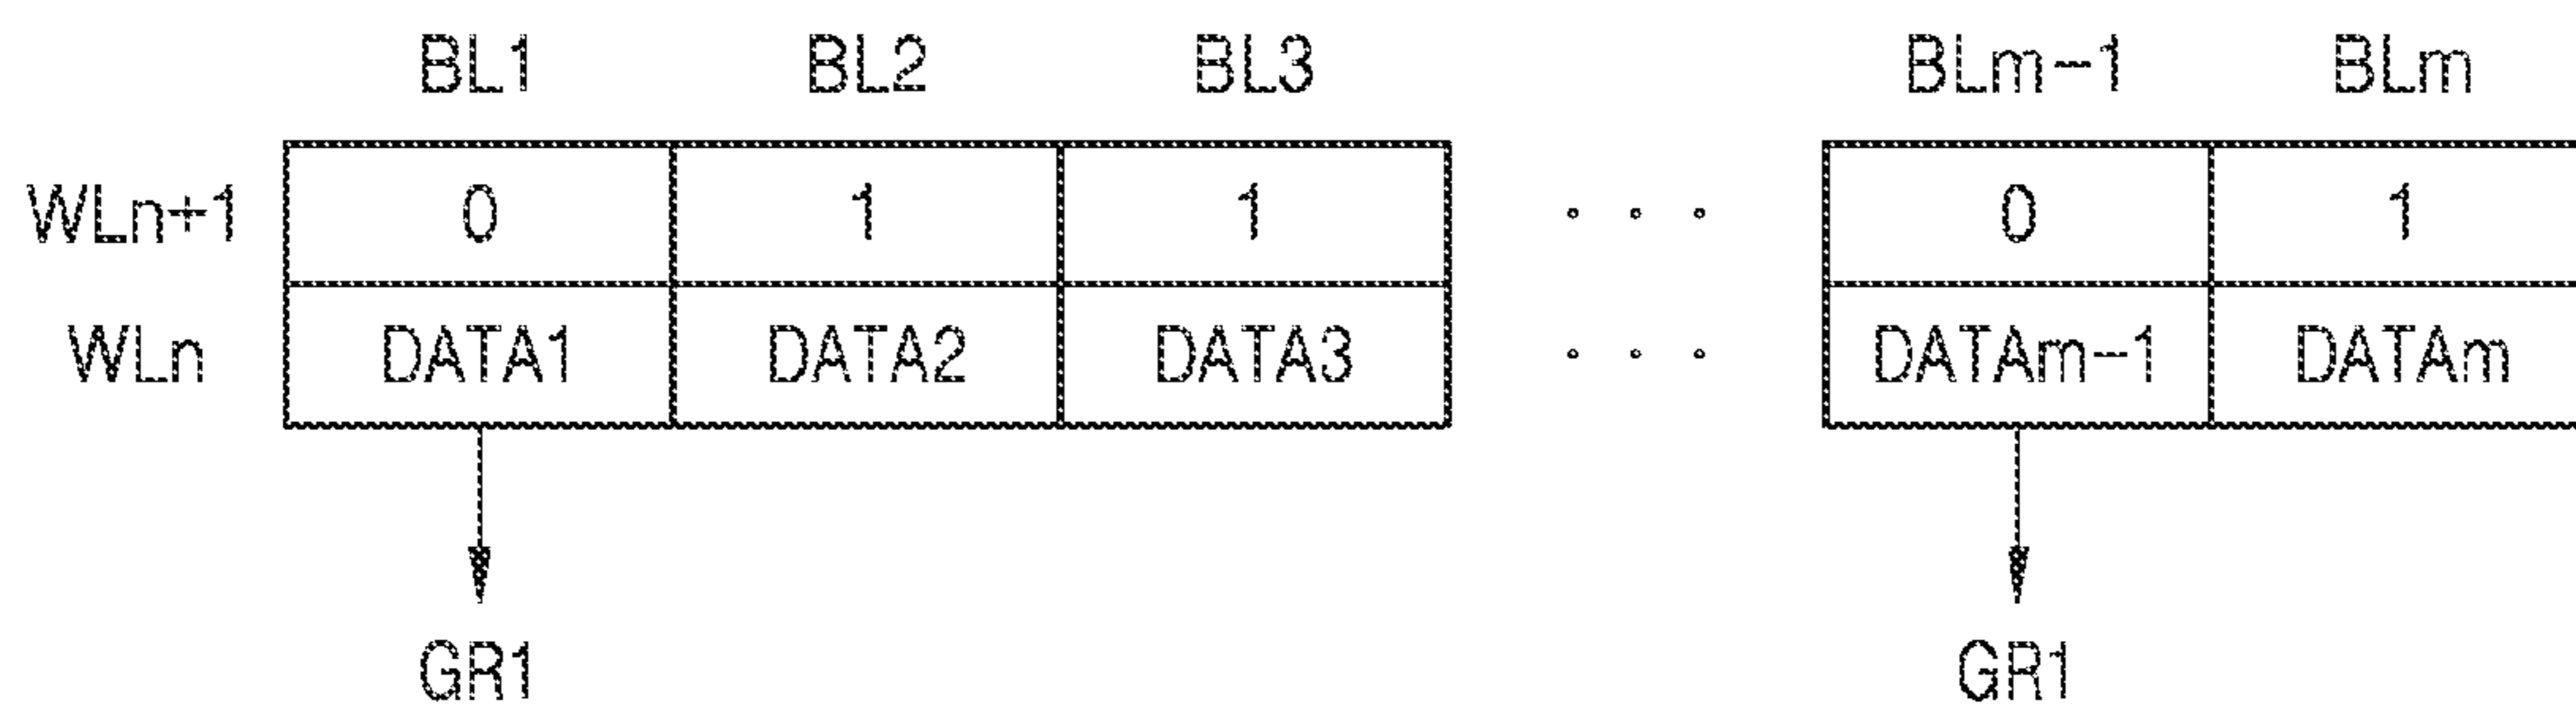 BL1 BL2 BL3 BLm-1 BLm
WLn+1 0 1 1 · · · 0 1
WLn DATA1 DATA2 DATA3 · · · DATAm-1 DATAm
GR1 GR1